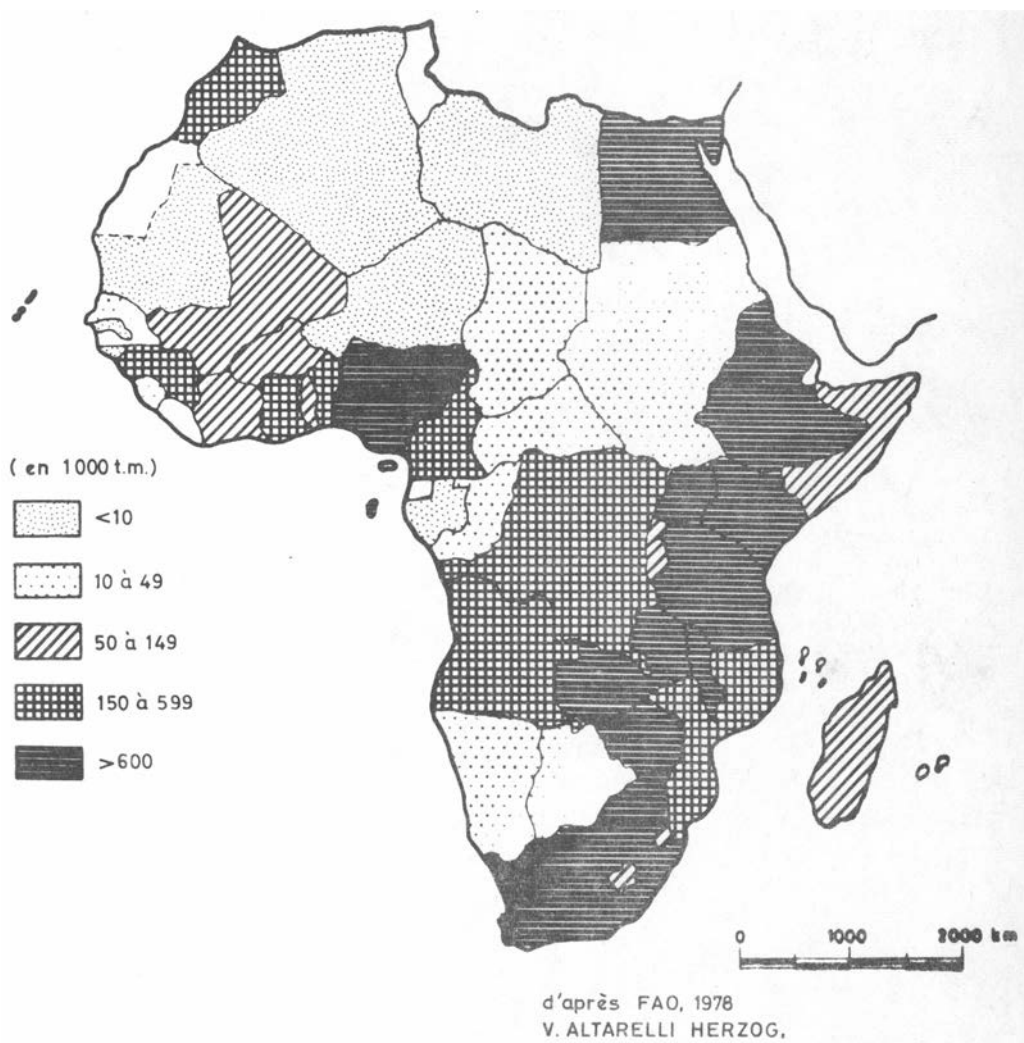 (en 1000 t.m.)
<10
10 à 49
50 à 149
150 à 599
>600
0 1000 2000 km
d'après FAO, 1978
V. ALTARELLI HERZOG.